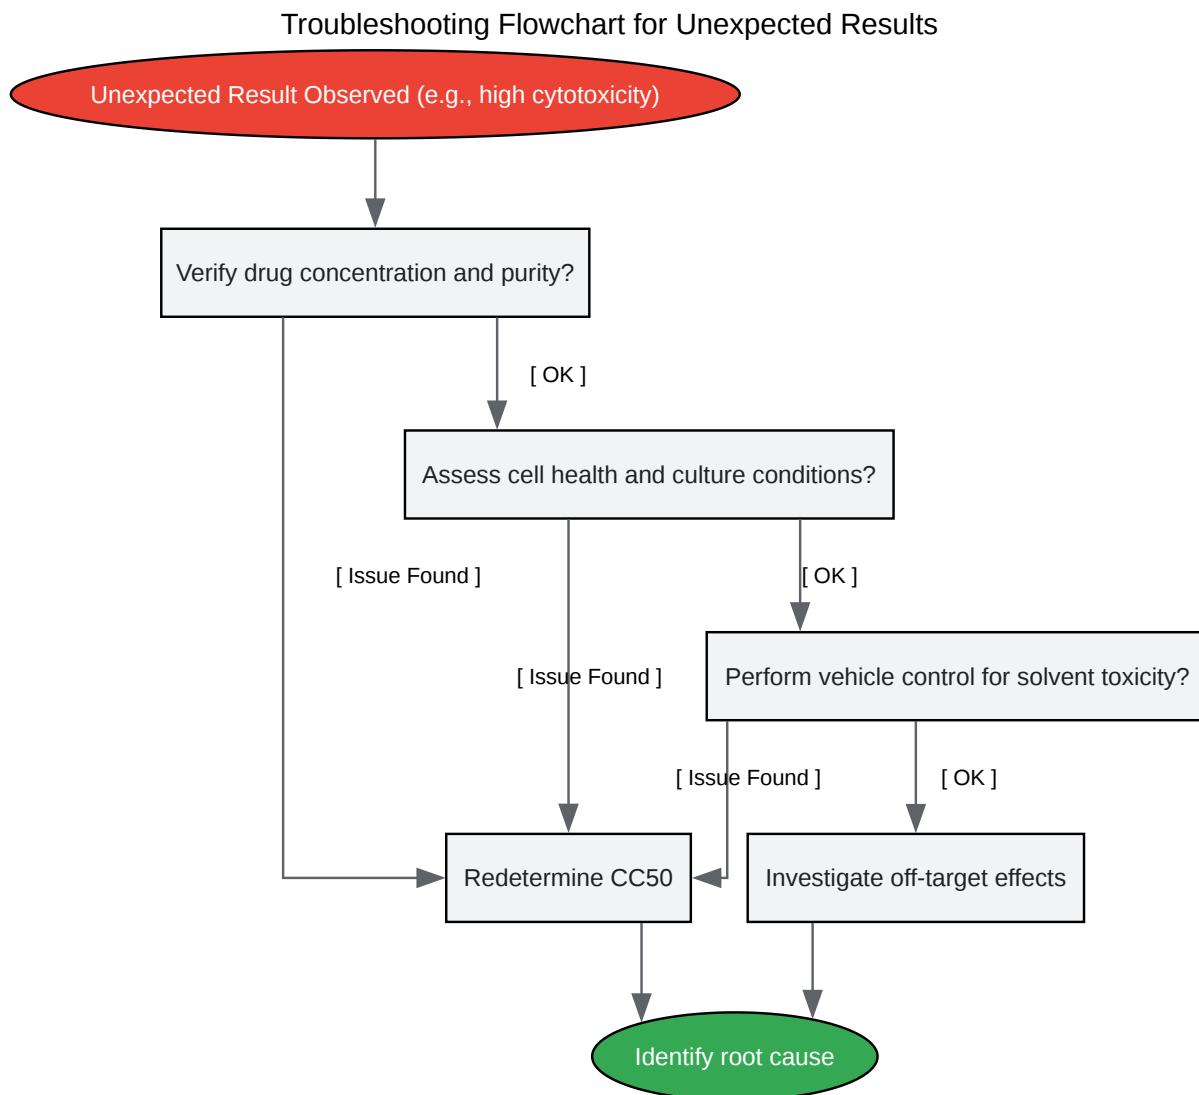 Troubleshooting Flowchart for Unexpected Results
Unexpected Result Observed (e.g., high cytotoxicity)
Verify drug concentration and purity?
[ OK ]
Assess cell health and culture conditions?
[ Issue Found ]
[ OK ]
[ Issue Found ]
Perform vehicle control for solvent toxicity?
[ Issue Found ]
[ OK ]
Redetermine CC50
Investigate off-target effects
Identify root cause